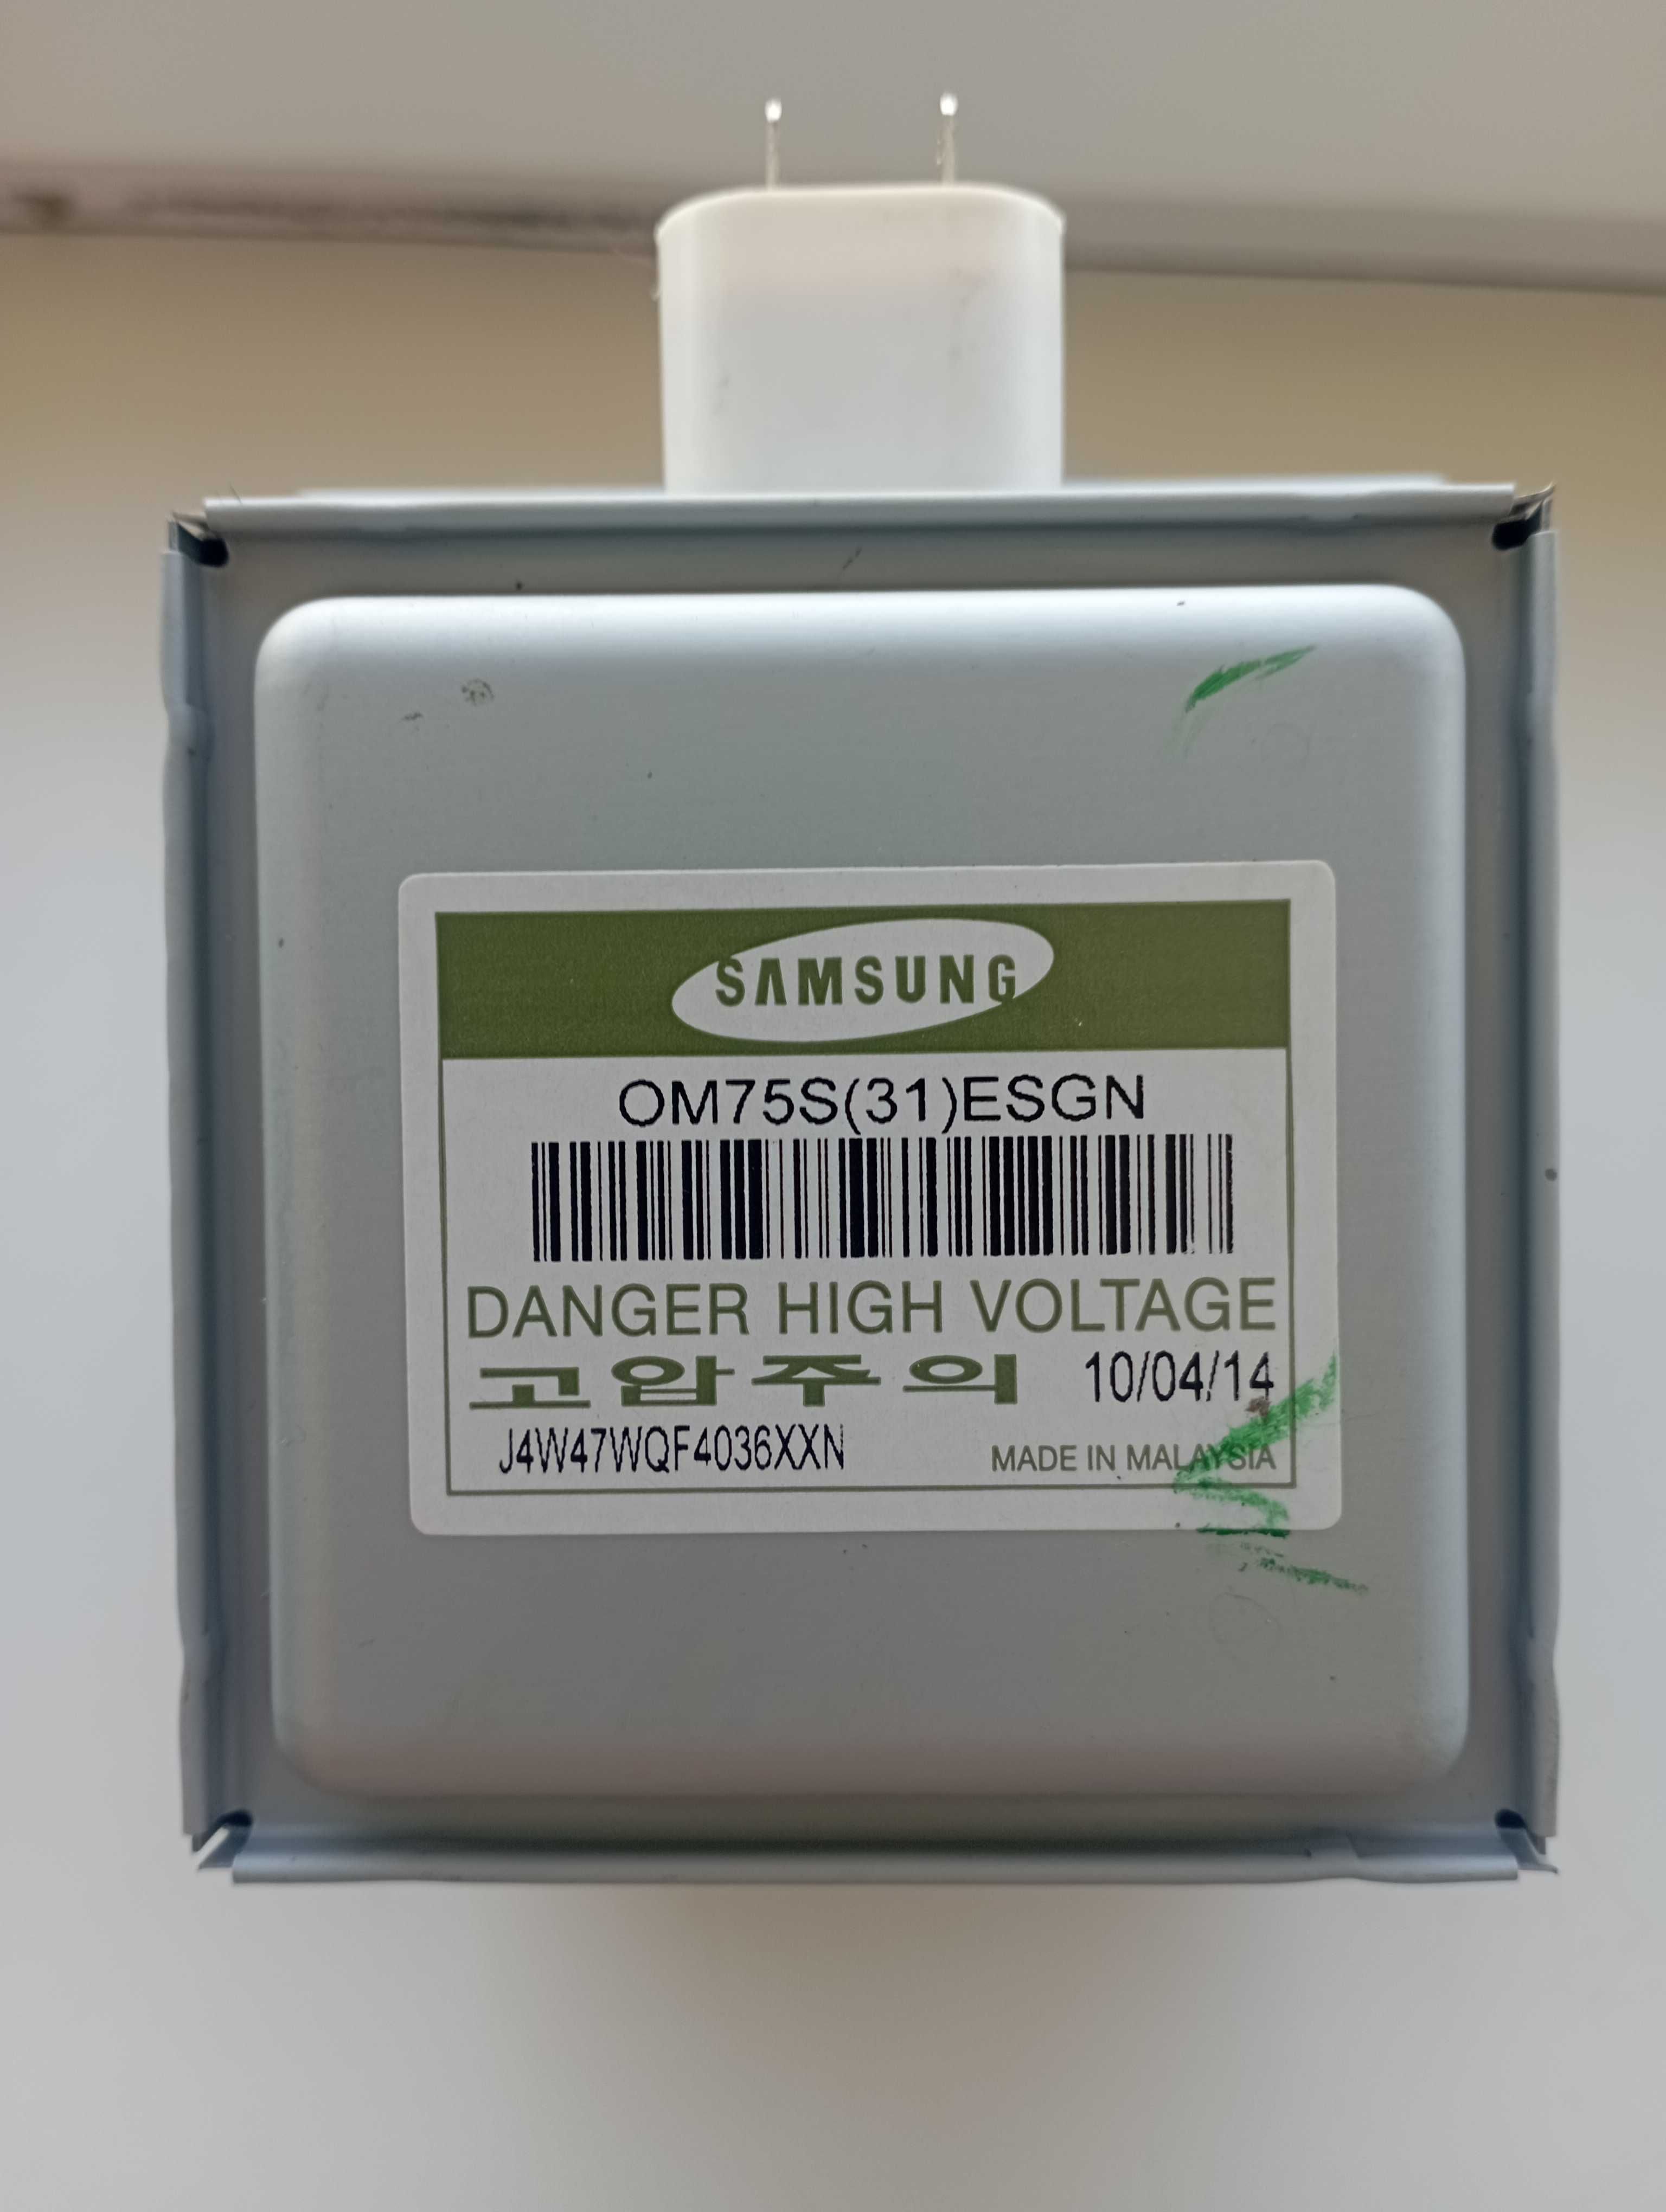 SAMSUNG
OM75S(31)ESGN
DANGER HIGH VOLTAGE
고압주의 10/04/14
J4W47WQF4036XXN MADE IN MALAYSIA